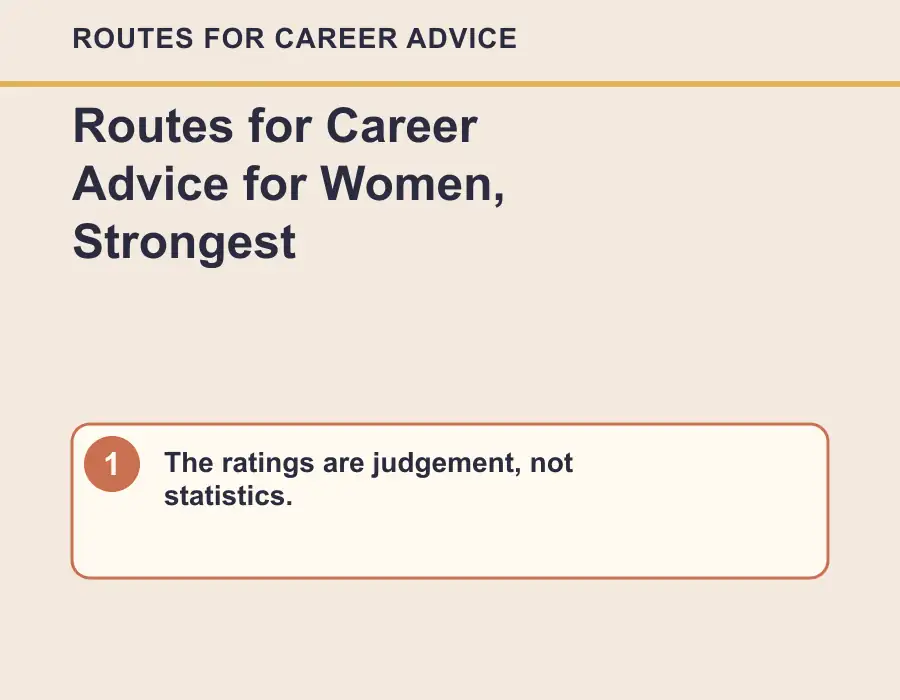 ROUTES FOR CAREER ADVICE
Routes for Career
Advice for Women,
Strongest
1
The ratings are judgement, not
statistics.